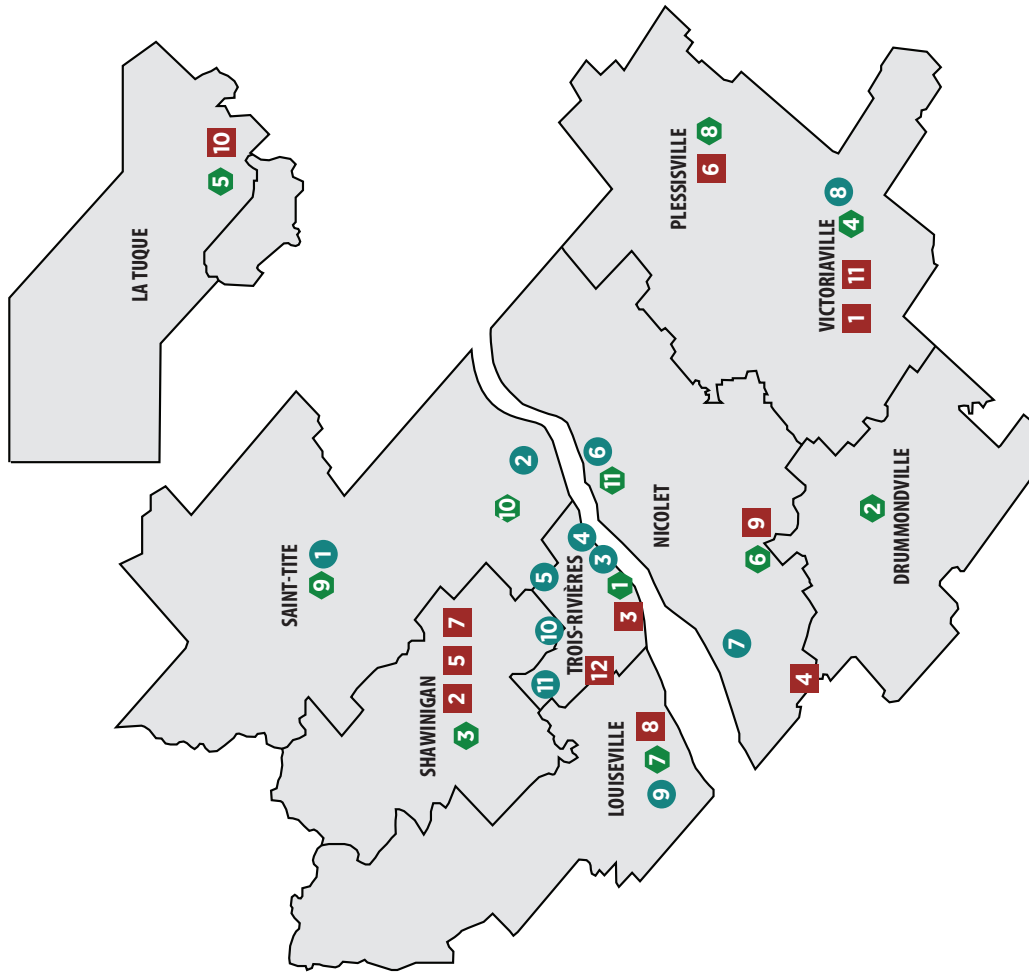 LA TUQUE
5 10
SAINT-TITE
9 1
10 2
SHAWINIGAN
3 2 5 7
11 10 5
TROIS-RIVIÈRES
12 3 1 3 4
LOUISEVILLE
9 7 8
11 6
NICOLET
7
4 6 9
PLESSISVILLE
6 8
VICTORIAVILLE
1 11 4 8
DRUMMONDVILLE
2